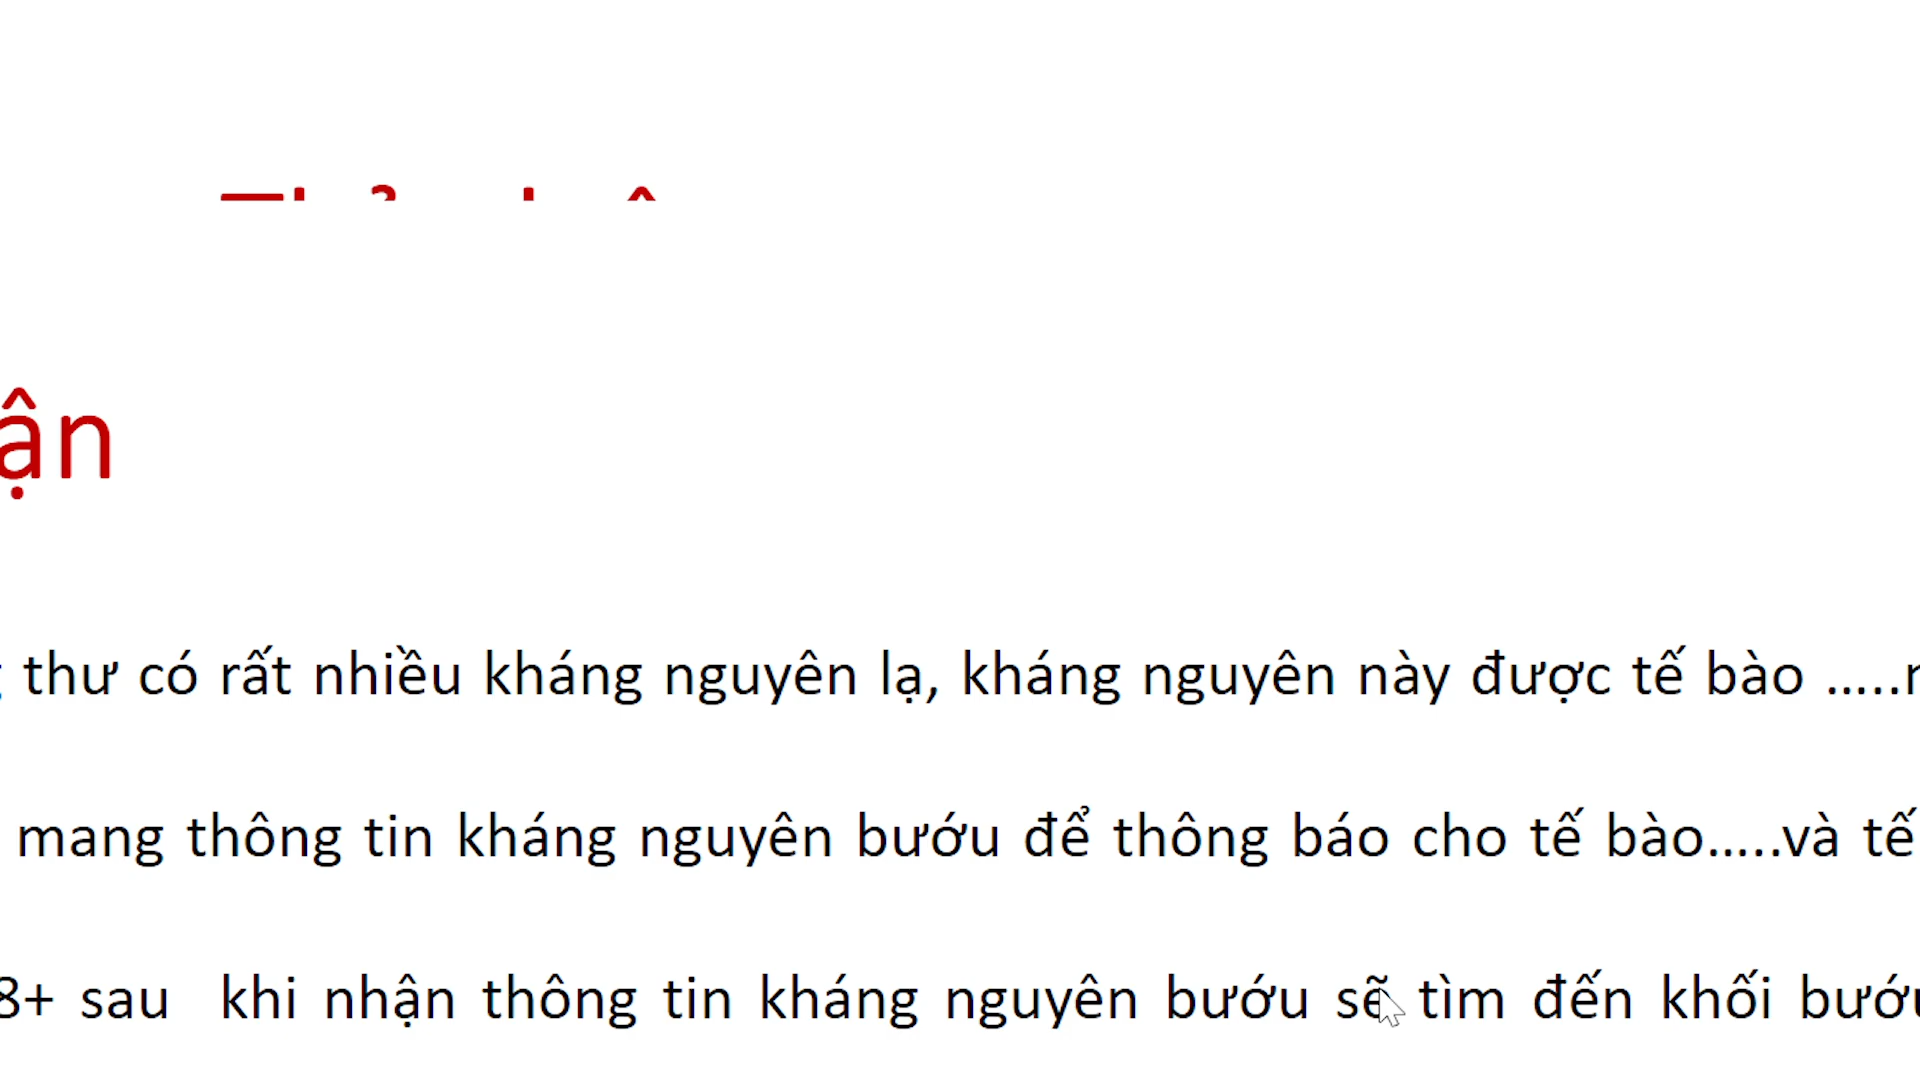 thư có rất nhiều kháng nguyên lạ, kháng nguyên này được tế bào …..
mang thông tin kháng nguyên bướu để thông báo cho tế bào…..và tế
8+ sau khi nhận thông tin kháng nguyên bướu sẽ tìm đến khối bướu